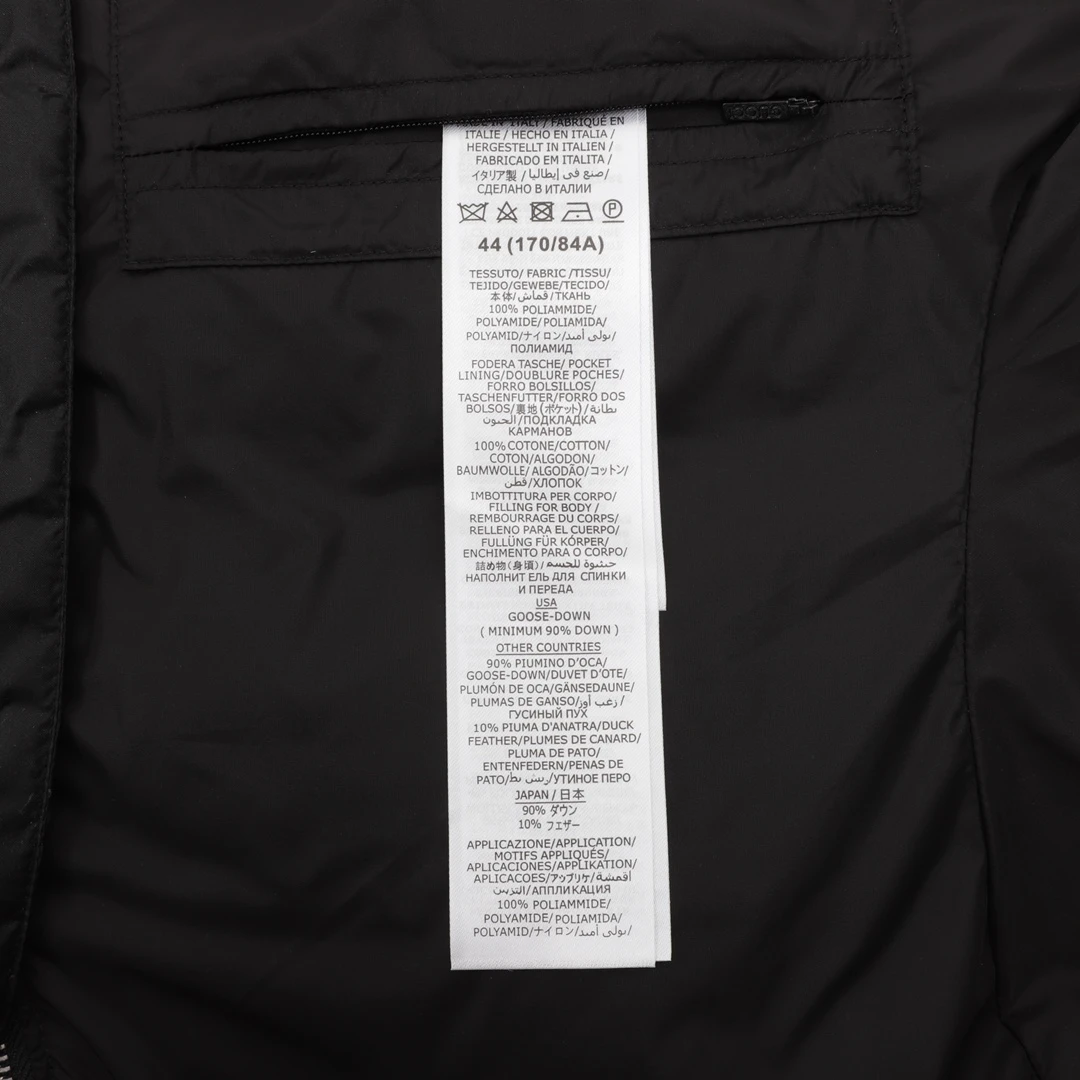 MADE IN ITALY / FABRIQUÉ EN
ITALIE / HECHO EN ITALIA /
HERGESTELLT IN ITALIEN /
FABRICADO EM ITALITA /
イタリア製 / صنع فى إيطاليا /
СДЕЛАНО В ИТАЛИИ
P
44 (170/84A)
TESSUTO/ FABRIC /TISSU/
TEJIDO/GEWEBE/TECIDO/
本体/قماش/ТКАНЬ
100% POLIAMMIDE/
POLYAMIDE/POLIAMIDA/
POLYAMID/ナイロン/بولى أميد/
ПОЛИАМИД
FODERA TASCHE/ POCKET
LINING/DOUBLURE POCHES/
FORRO BOLSILLOS/
TASCHENFUTTER/FORRO DOS
BOLSOS/裏地(ポケット)/بطانة/
الجيوب/ПОДКЛАДКА
КАРМАНОВ
100% COTONE/COTTON/
COTON/ALGODON/
BAUMWOLLE/ALGODÃO/コットン/
قطن/ХЛОПОК
IMBOTTITURA PER CORPO/
FILLING FOR BODY /
REMBOURRAGE DU CORPS/
RELLENO PARA EL CUERPO/
FULLÜNG FÜR KÓRPER/
ENCHIMENTO PARA O CORPO/
詰め物(身頃)/حشوة للجسم/
НАПОЛНИТ ЕЛЬ ДЛЯ СПИНКИ
И ПЕРЕДА
USA
GOOSE-DOWN
( MINIMUM 90% DOWN )
OTHER COUNTRIES
90% PIUMINO D'OCA/
GOOSE-DOWN/DUVET D'OTE/
PLUMÓN DE OCA/GÄNSEDAUNE/
PLUMAS DE GANSO/زغب أوز/
ГУСИНЫЙ ПУХ
10% PIUMA D'ANATRA/DUCK
FEATHER/PLUMES DE CANARD/
PLUMA DE PATO/
ENTENFEDERN/PENAS DE
PATO/ريش بط/УТИНОЕ ПЕРО
JAPAN / 日本
90% ダウン
10% フェザー
APPLICAZIONE/APPLICATION/
MOTIFS APPLIQUÉS/
APLICACIONES/APPLIKATION/
APLICACOES/アップリケ/اقمشة/
التزيين/АППЛИКАЦИЯ
100% POLIAMMIDE/
POLYAMIDE/POLIAMIDA/
POLYAMID/ナイロン/بولى أميد/